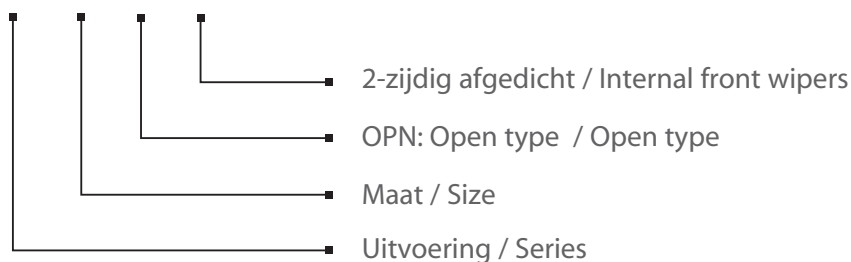 2-zijdig afgedicht / Internal front wipers
OPN: Open type / Open type
Maat / Size
Uitvoering / Series